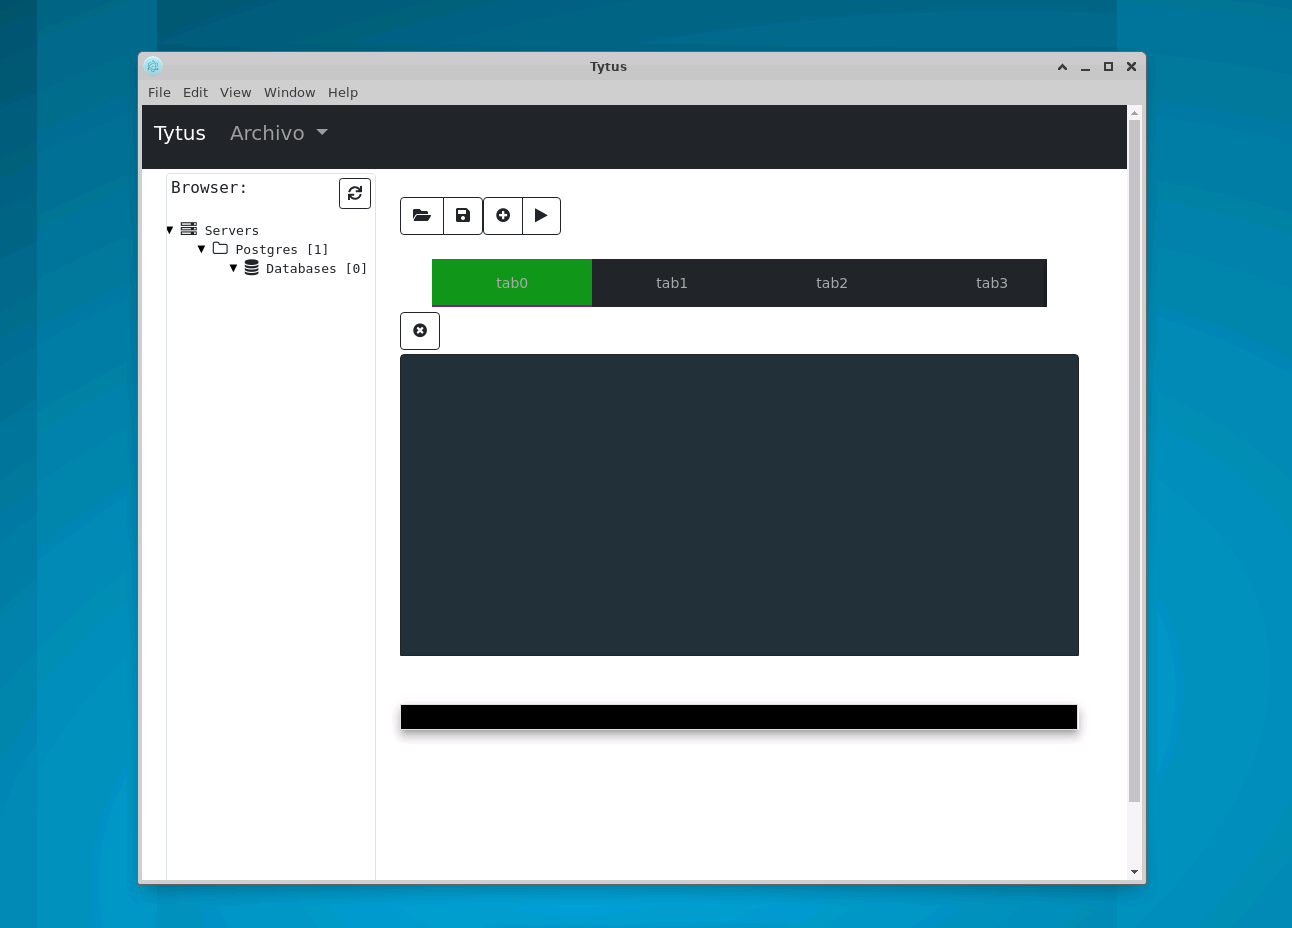 Tytus
File Edit View Window Help
Tytus Archivo
Browser:
Servers
Postgres [1]
Databases [0]
tab0 tab1 tab2 tab3